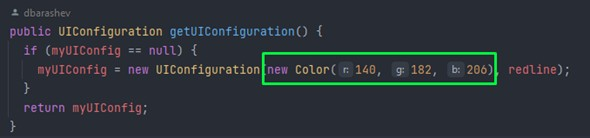 dbarashev
public UIConfiguration getUIConfiguration() {
if (myUIConfig == null) {
myUIConfig = new UIConfiguration(new Color( r: 140, g: 182, b: 206), redline);
}
return myUIConfig;
}